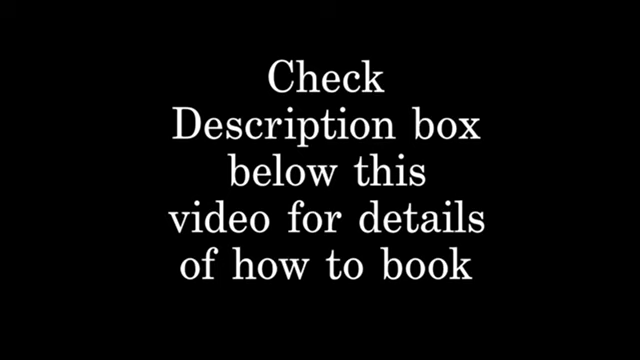 Check
Description box
below this
video for details
of how to book